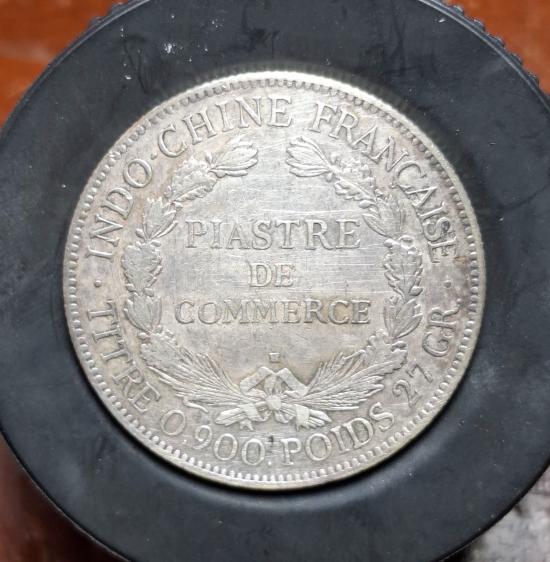 INDO-CHINE FRANÇAISE
PIASTRE
DE
COMMERCE
TITRE 0,900. POIDS 27 GR.